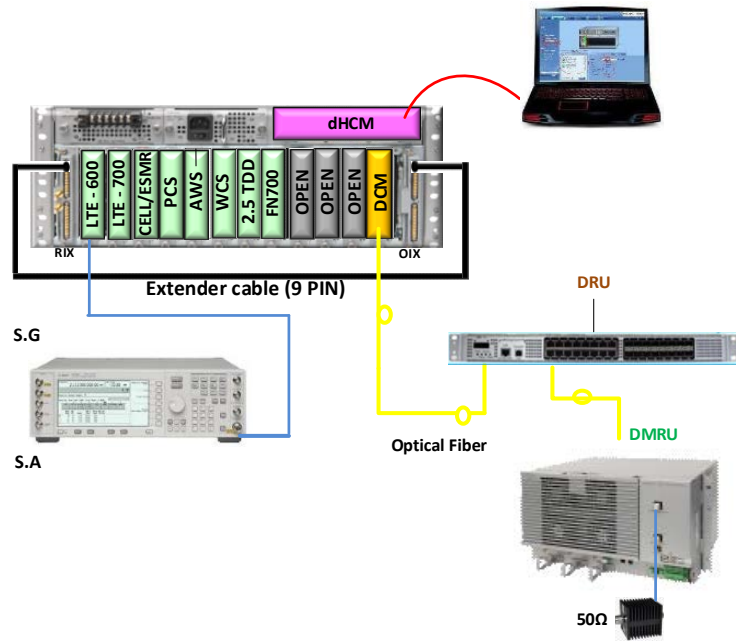 dHCM
LTE - 600
LTE - 700
CELL/ESMR
PCS
AWS
WCS
2.5 TDD
FN700
OPEN
OPEN
OPEN
DCM
RIX
OIX
Extender cable (9 PIN)
DRU
S.G
S.A
Optical Fiber
DMRU
50Ω